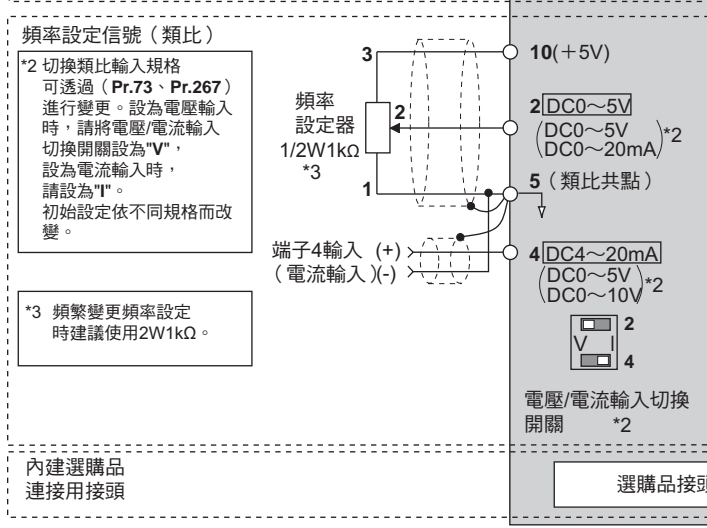 頻率設定信號（類比）
*2 切換類比輸入規格
可透過（Pr.73、Pr.267）
進行變更。設為電壓輸入
時，請將電壓/電流輸入
切換開關設為"V"，
設為電流輸入時，
請設為"I"。
初始設定依不同規格而改
變。
*3 頻繁變更頻率設定
時建議使用2W1kΩ。
頻率
設定器
1/2W1kΩ
*3
3
2
1
10(＋5V)
2 DC0～5V
(DC0～5V
DC0～20mA)*2
5（類比共點）
端子4輸入 (+)
（電流輸入）(-)
4 DC4～20mA
(DC0～5V
DC0～10V)*2
2
V I
4
電壓/電流輸入切換
開關 *2
內建選購品
連接用接頭
選購品接頭